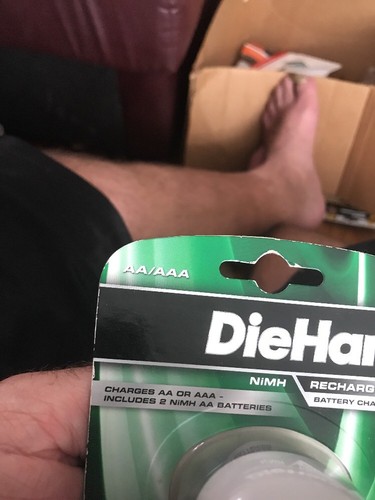 AA/AAA
DieHar
NiMH RECHARG
BATTERY CHA
CHARGES AA OR AAA -
INCLUDES 2 NiMH AA BATTERIES